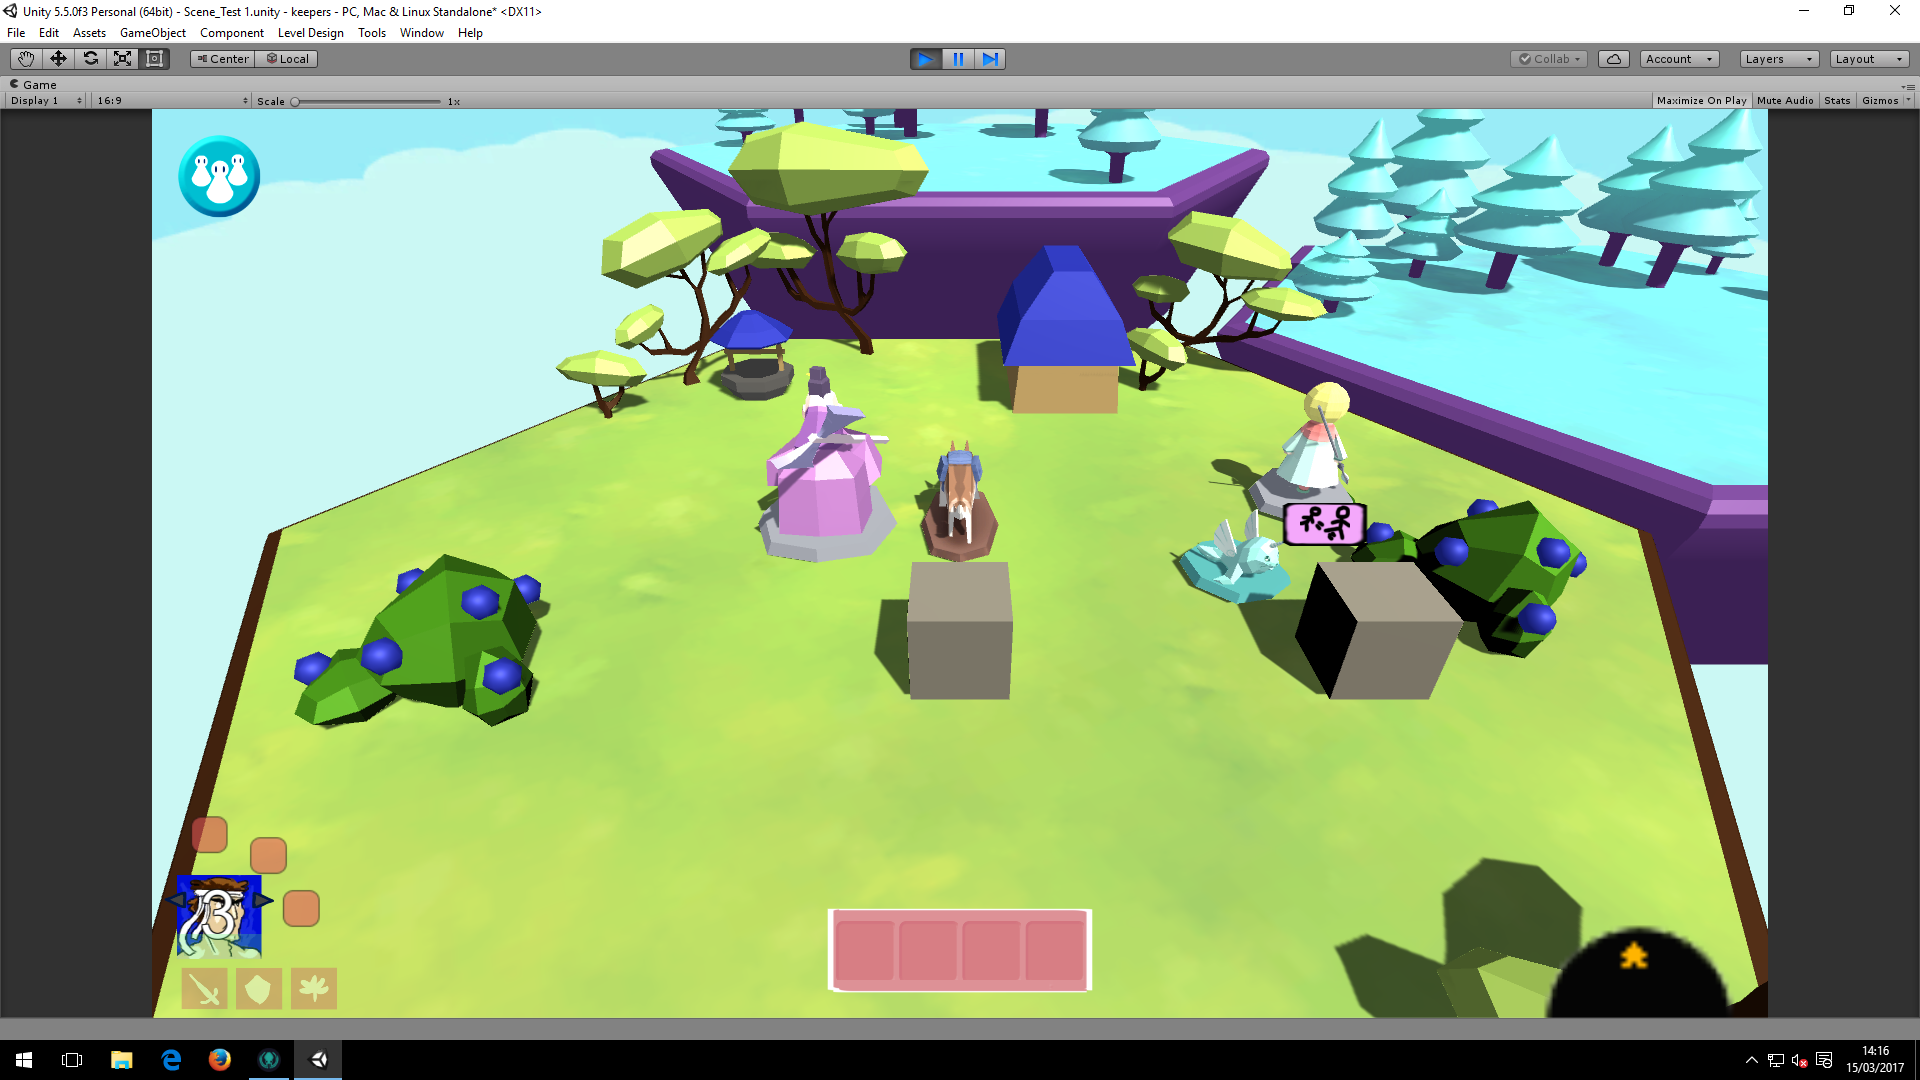 Unity 5.5.0f3 Personal (64bit) - Scene_Test 1.unity - keepers - PC, Mac & Linux Standalone* <DX11>
File Edit Assets GameObject Component Level Design Tools Window Help
Center Local Collab Account Layers Layout
Game
Display 1 16:9 Scale 1x Maximize On Play Mute Audio Stats Gizmos
3
14:16
15/03/2017